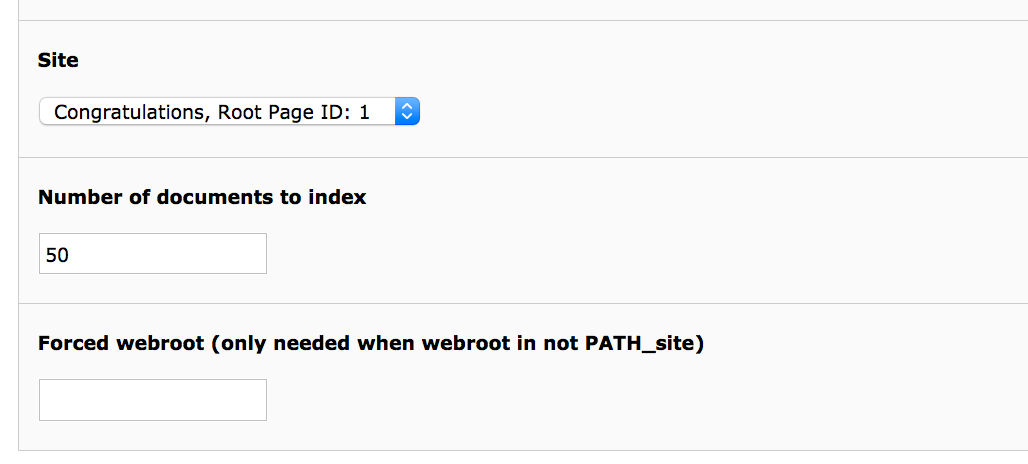 Site
Congratulations, Root Page ID: 1
Number of documents to index
50
Forced webroot (only needed when webroot in not PATH_site)